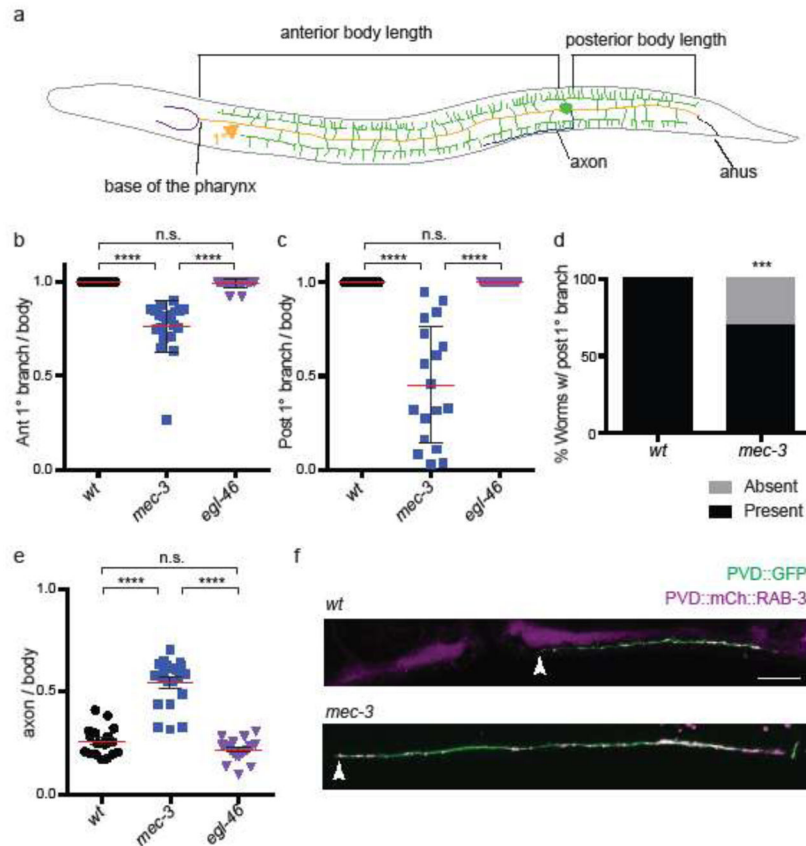 a
anterior body length
posterior body length
base of the pharynx
axon
anus
b
n.s.
****
****
Ant 1° branch / body
1.0
0.5
0.0
wt
mec-3
egl-46
c
n.s.
****
****
Post 1° branch / body
1.0
0.5
0.0
wt
mec-3
egl-46
d
***
% Worms w/ post 1° branch
100
50
0
wt
mec-3
Absent
Present
e
n.s.
****
****
axon / body
1.0
0.5
0.0
wt
mec-3
egl-46
f
PVD::GFP
wt
PVD::mCh::RAB-3
mec-3